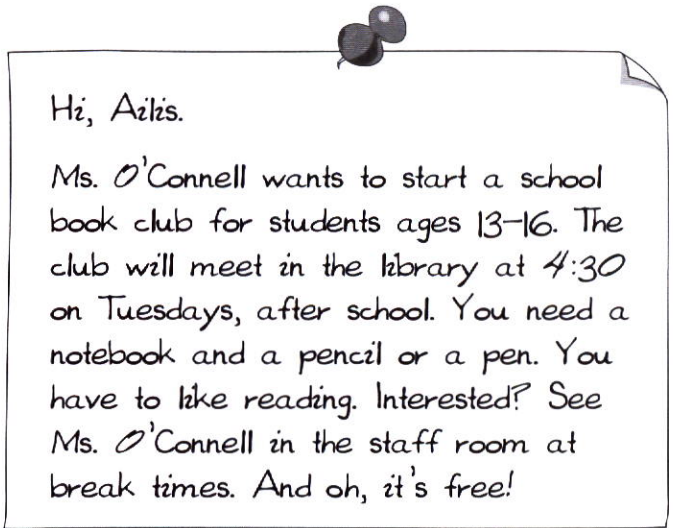 Hi, Ailis.
Ms. O'Connell wants to start a school
book club for students ages 13–16. The
club will meet in the library at 4:30
on Tuesdays, after school. You need a
notebook and a pencil or a pen. You
have to like reading. Interested? See
Ms. O'Connell in the staff room at
break times. And oh, it's free!